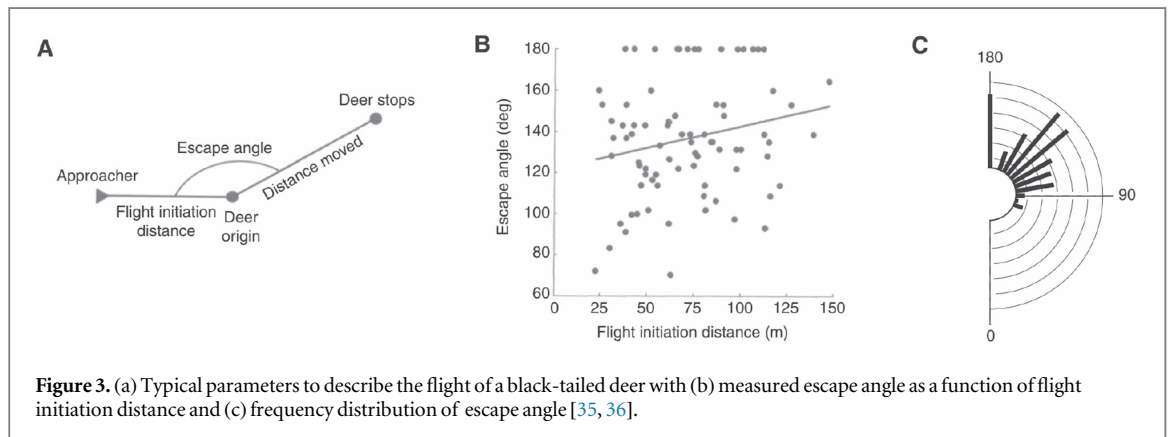 A
Deer stops
Escape angle
Distance moved
Approacher
Flight initiation
distance
Deer
origin
B
180
160
140
120
100
80
60
0 25 50 75 100 125 150
Escape angle (deg)
Flight initiation distance (m)
C
180
90
0
Figure 3. (a) Typical parameters to describe the flight of a black-tailed deer with (b) measured escape angle as a function of flight
initiation distance and (c) frequency distribution of escape angle [35, 36].